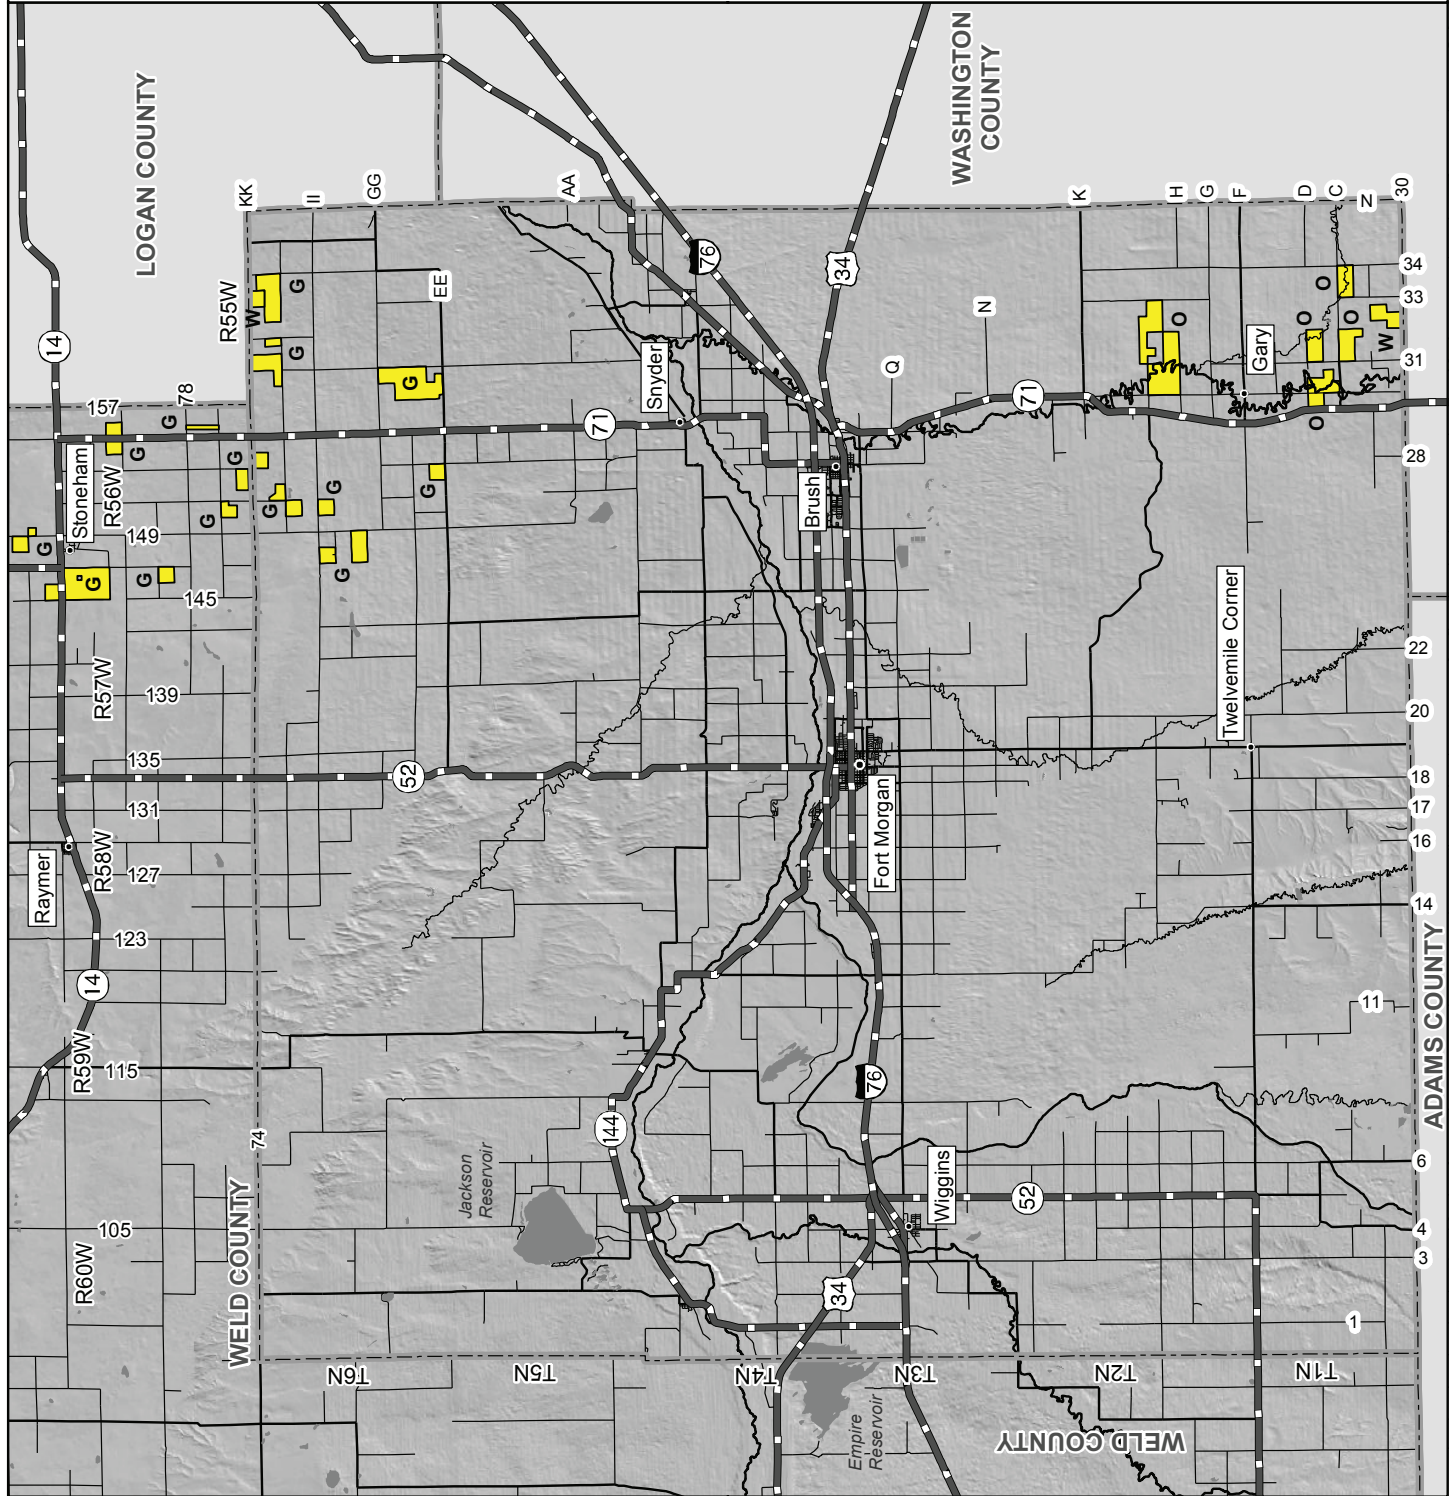 LOGAN COUNTY
WASHINGTON
COUNTY
14
KK
II
GG
AA
K
H
G
F
D
C
N
30
R55W
W
G
EE
76
34
N
O
34
33
G
O
O
O
W
31
Gary
157
78
G
G
Snyder
71
Q
71
O
28
Stoneham
R56W
G
G
G
G
G
G
Brush
149
G
G
G
G
145
Twelvemile Corner
22
R57W
139
20
135
52
18
131
Fort Morgan
17
16
Raymer
R58W
127
14
123
14
11
R59W
115
76
ADAMS COUNTY
74
144
Jackson
Reservoir
Wiggins
52
6
105
4
3
R60W
WELD COUNTY
34
1
T6N
T5N
T4N
T3N
T2N
T1N
Empire
Reservoir
WELD COUNTY